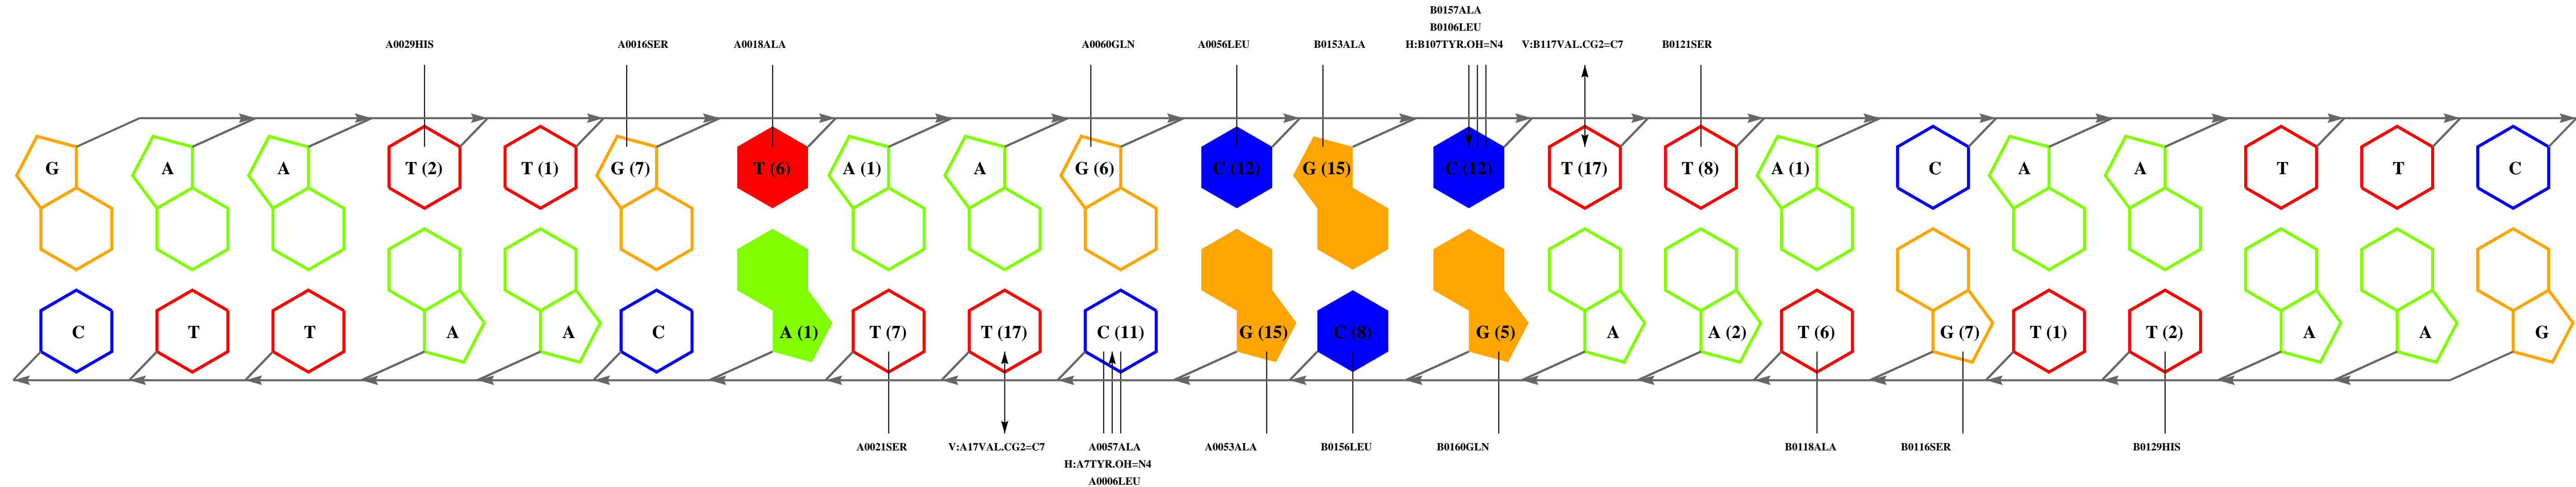 B0157ALA
B0106LEU
A0029HIS A0016SER A0018ALA A0060GLN A0056LEU B0153ALA H:B107TYR.OH=N4 V:B117VAL.CG2=C7 B0121SER
G A A T (2) T (1) G (7) T (6) A (1) A G (6) C (12) G (15) C (12) T (17) T (8) A (1) C A A T T C
C T T A A C A (1) T (7) T (17) C (11) G (15) C (8) G (5) A A (2) T (6) G (7) T (1) T (2) A A G
A0021SER V:A17VAL.CG2=C7 A0057ALA A0053ALA B0156LEU B0160GLN B0118ALA B0116SER B0129HIS
H:A7TYR.OH=N4
A0006LEU